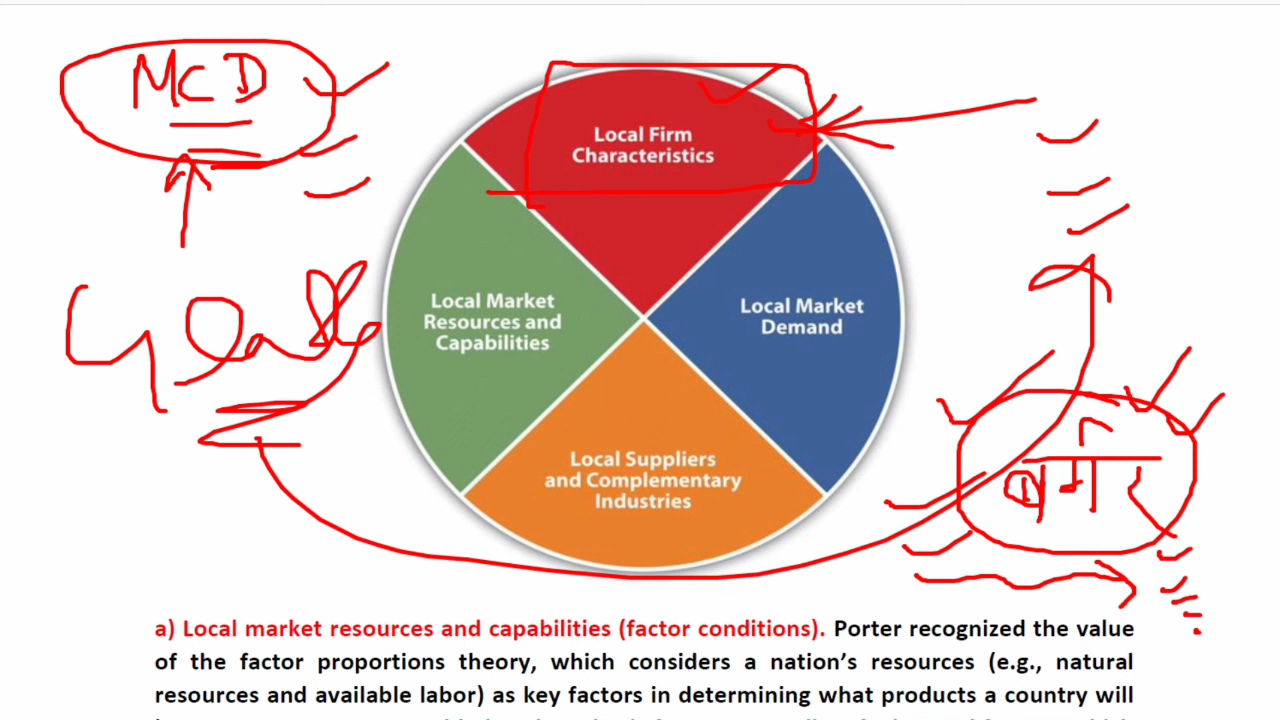 MCD
Local Firm
Characteristics
Local Market
Resources and
Capabilities
Local Market
Demand
Local Suppliers
and Complementary
Industries
a) Local market resources and capabilities (factor conditions). Porter recognized the value
of the factor proportions theory, which considers a nation’s resources (e.g., natural
resources and available labor) as key factors in determining what products a country will